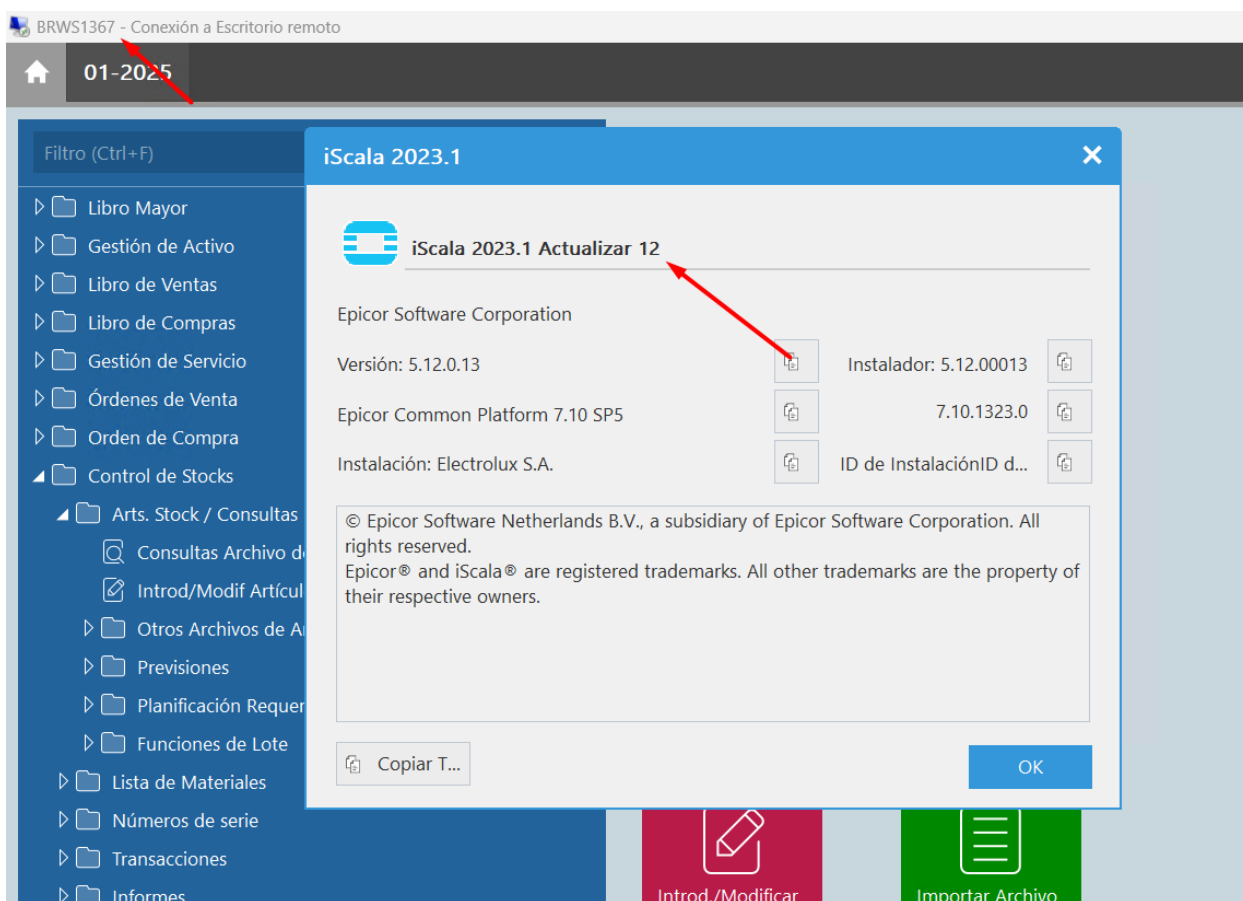 BRWS1367 - Conexión a Escritorio remoto
01-2025
Filtro (Ctrl+F)
Libro Mayor
Gestión de Activo
Libro de Ventas
Libro de Compras
Gestión de Servicio
Órdenes de Venta
Orden de Compra
Control de Stocks
Arts. Stock / Consultas
Consultas Archivo d
Introd/Modif Artícul
Otros Archivos de A
Previsiones
Planificación Requer
Funciones de Lote
Lista de Materiales
Números de serie
Transacciones
Informes
iScala 2023.1
iScala 2023.1 Actualizar 12
Epicor Software Corporation
Versión: 5.12.0.13
Instalador: 5.12.00013
Epicor Common Platform 7.10 SP5
7.10.1323.0
Instalación: Electrolux S.A.
ID de InstalaciónID d...
© Epicor Software Netherlands B.V., a subsidiary of Epicor Software Corporation. All
rights reserved.
Epicor® and iScala® are registered trademarks. All other trademarks are the property of
their respective owners.
Copiar T...
OK
Introd./Modificar
Importar Archivo